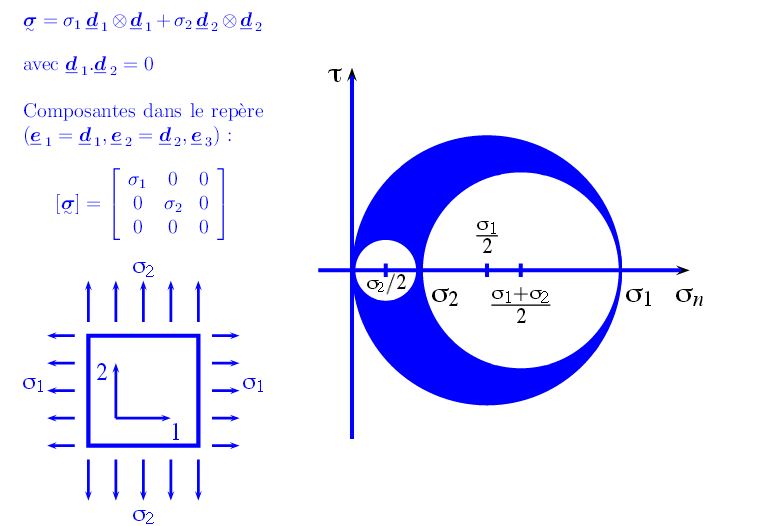 σ = σ₁ d₁ ⊗ d₁ + σ₂ d₂ ⊗ d₂
avec d₁.d₂ = 0
Composantes dans le repère
(e₁ = d₁, e₂ = d₂, e₃) :
[σ] =
σ₁ 0 0
0 σ₂ 0
0 0 0
σ₂
σ₁
2
1
σ₁
σ₂
τ
σ₁/2
σ₂/2
σ₂
σ₁+σ₂
2
σ₁
σₙ